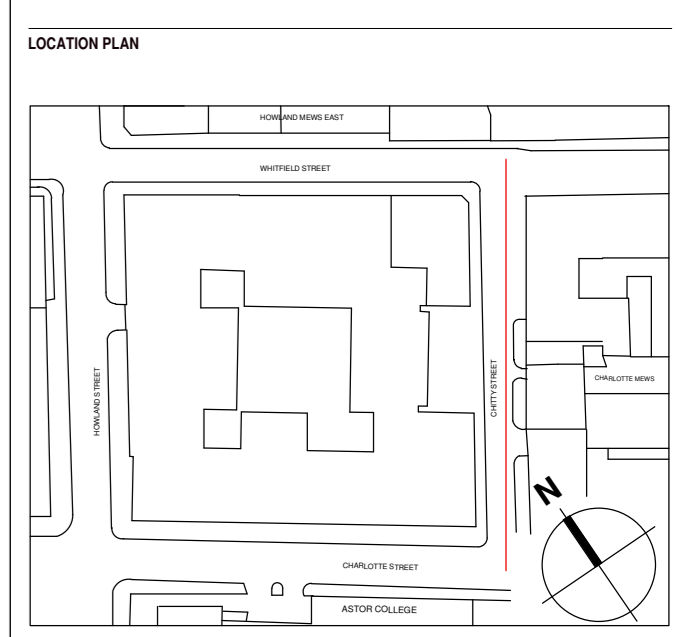 LOCATION PLAN
HOWLAND MEWS EAST
WHITFIELD STREET
HOWLAND STREET
CHITTY STREET
CHARLOTTE MEWS
N
CHARLOTTE STREET
ASTOR COLLEGE